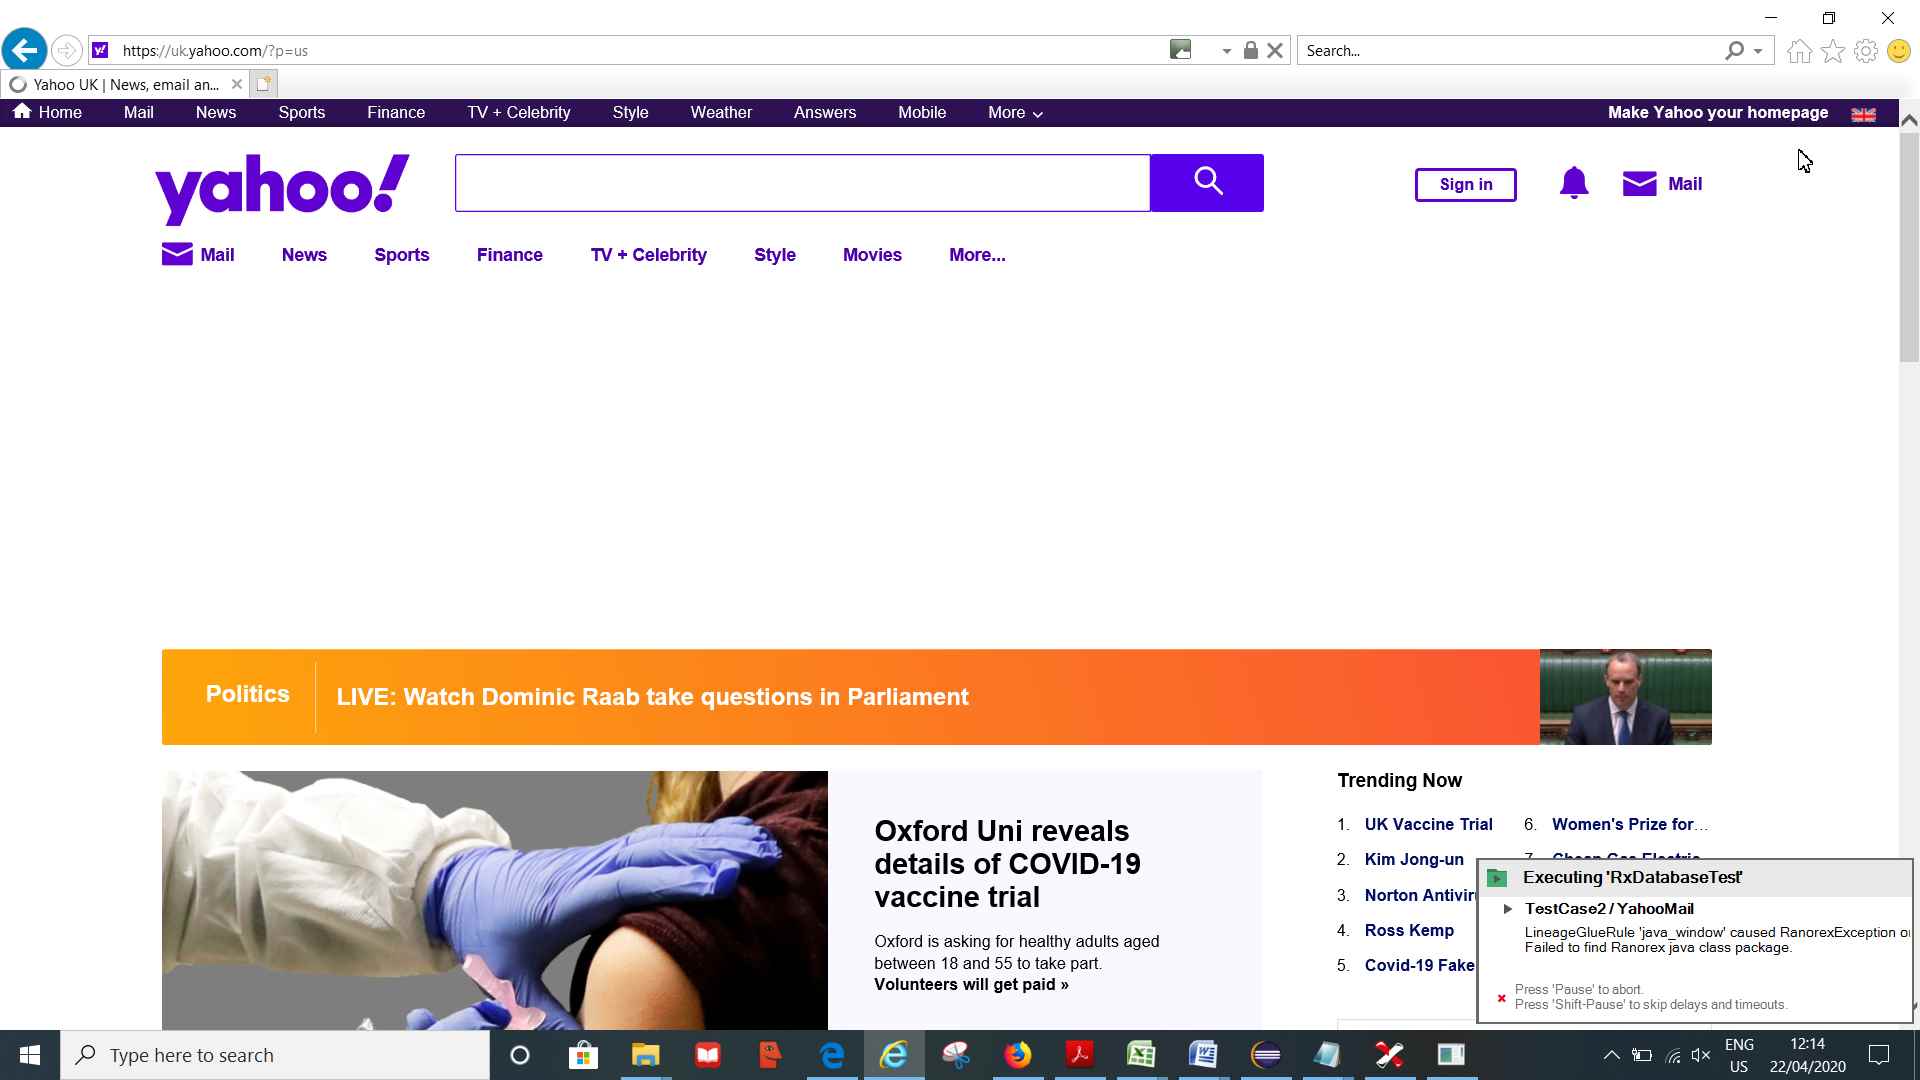 https://uk.yahoo.com/?p=us
Search...
Yahoo UK | News, email an...
Home Mail News Sports Finance TV + Celebrity Style Weather Answers Mobile More
Make Yahoo your homepage
yahoo!
Sign in
Mail
Mail News Sports Finance TV + Celebrity Style Movies More...
Politics
LIVE: Watch Dominic Raab take questions in Parliament
Oxford Uni reveals
details of COVID-19
vaccine trial
Oxford is asking for healthy adults aged
between 18 and 55 to take part.
Volunteers will get paid »
Trending Now
1. UK Vaccine Trial
2. Kim Jong-un
3. Norton Antivir
4. Ross Kemp
5. Covid-19 Fake
6. Women's Prize for...
Executing 'RxDatabaseTest'
TestCase2 / YahooMail
LineageGlueRule 'java_window' caused RanorexException
Failed to find Ranorex java class package.
Press 'Pause' to abort.
Press 'Shift-Pause' to skip delays and timeouts.
Type here to search
ENG
US
12:14
22/04/2020